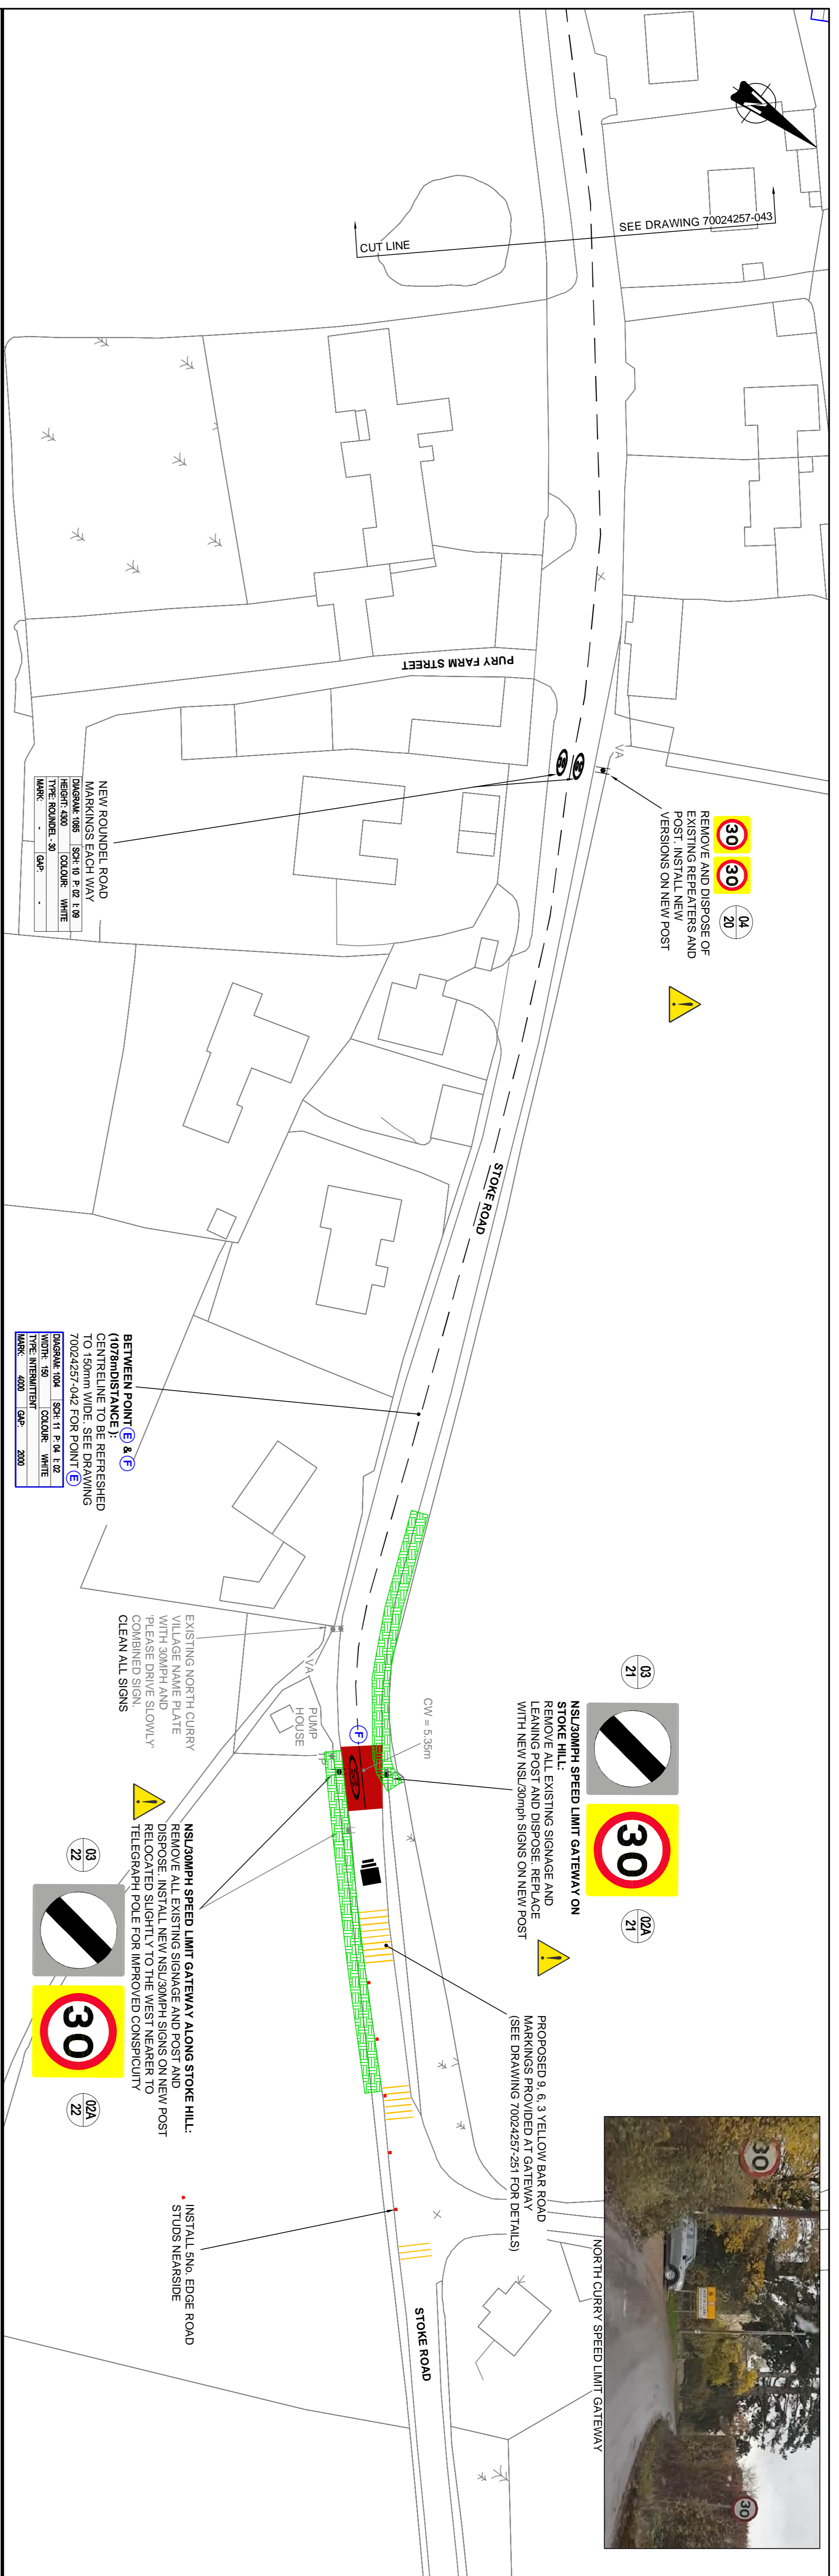 N
CUT LINE
SEE DRAWING 70024257-043
PURY FARM STREET
VA
30
30
04
20
REMOVE AND DISPOSE OF
EXISTING REPEATERS AND
POST. INSTALL NEW
VERSIONS ON NEW POST
!
30
30
NEW ROUNDEL ROAD
MARKINGS EACH WAY
DIAGRAM: 1065 SCH: 10 P: 02 I: 09
HEIGHT: 4300 COLOUR: WHITE
TYPE: ROUNDEL - 30
MARK: - GAP: -
STOKE ROAD
BETWEEN POINT E & F
(1078mDISTANCE ):
CENTRELINE TO BE REFRESHED
TO 150mm WIDE. SEE DRAWING
70024257-042 FOR POINT E
DIAGRAM: 1004 SCH: 11 P: 04 I: 02
WIDTH: 150 COLOUR: WHITE
TYPE: INTERMITTENT
MARK: 4000 GAP: 2000
EXISTING NORTH CURRY
VILLAGE NAME PLATE
WITH 30MPH AND
'PLEASE DRIVE SLOWLY'
COMBINED SIGN.
CLEAN ALL SIGNS
VA
PUMP
HOUSE
F
CW = 5.35m
03
21
30
02A
21
NSL/30MPH SPEED LIMIT GATEWAY ON
STOKE HILL:
REMOVE ALL EXISTING SIGNAGE AND
LEANING POST AND DISPOSE. REPLACE
WITH NEW NSL/30mph SIGNS ON NEW POST
!
30
!
NSL/30MPH SPEED LIMIT GATEWAY ALONG STOKE HILL:
REMOVE ALL EXISTING SIGNAGE AND POST AND
DISPOSE. INSTALL NEW NSL/30MPH SIGNS ON NEW POST
RELOCATED SLIGHTLY TO THE WEST NEARER TO
TELEGRAPH POLE FOR IMPROVED CONSPICUITY
03
22
30
02A
22
PROPOSED 9, 6, 3 YELLOW BAR ROAD
MARKINGS PROVIDED AT GATEWAY
(SEE DRAWING 70024257-251 FOR DETAILS)
INSTALL 5No. EDGE ROAD
STUDS NEARSIDE
STOKE ROAD
NORTH CURRY SPEED LIMIT GATEWAY
30
30